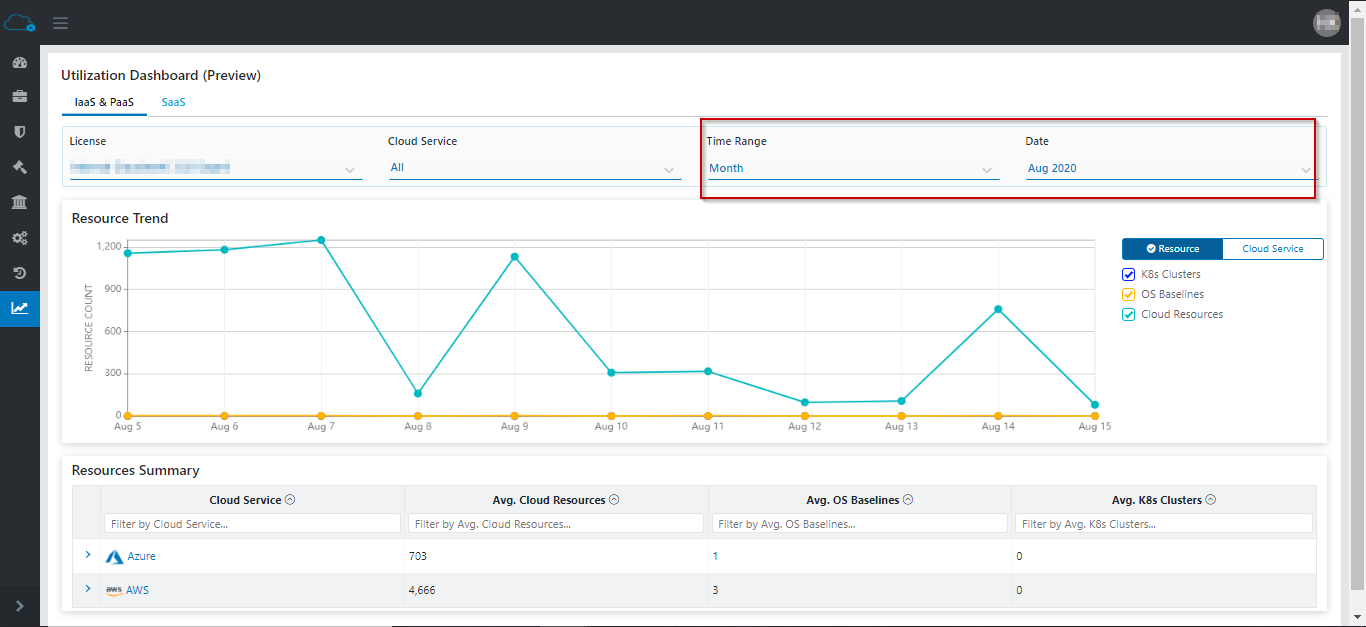 Utilization Dashboard (Preview)
IaaS & PaaS SaaS
License Cloud Service Time Range Date
All Month Aug 2020
Resource Trend
Resource Cloud Service
K8s Clusters
OS Baselines
Cloud Resources
RESOURCE COUNT
1,200
900
600
300
0
Aug 5 Aug 6 Aug 7 Aug 8 Aug 9 Aug 10 Aug 11 Aug 12 Aug 13 Aug 14 Aug 15
Resources Summary
Cloud Service Avg. Cloud Resources Avg. OS Baselines Avg. K8s Clusters
Filter by Cloud Service... Filter by Avg. Cloud Resources... Filter by Avg. OS Baselines... Filter by Avg. K8s Clusters...
Azure 703 1 0
aws AWS 4,666 3 0